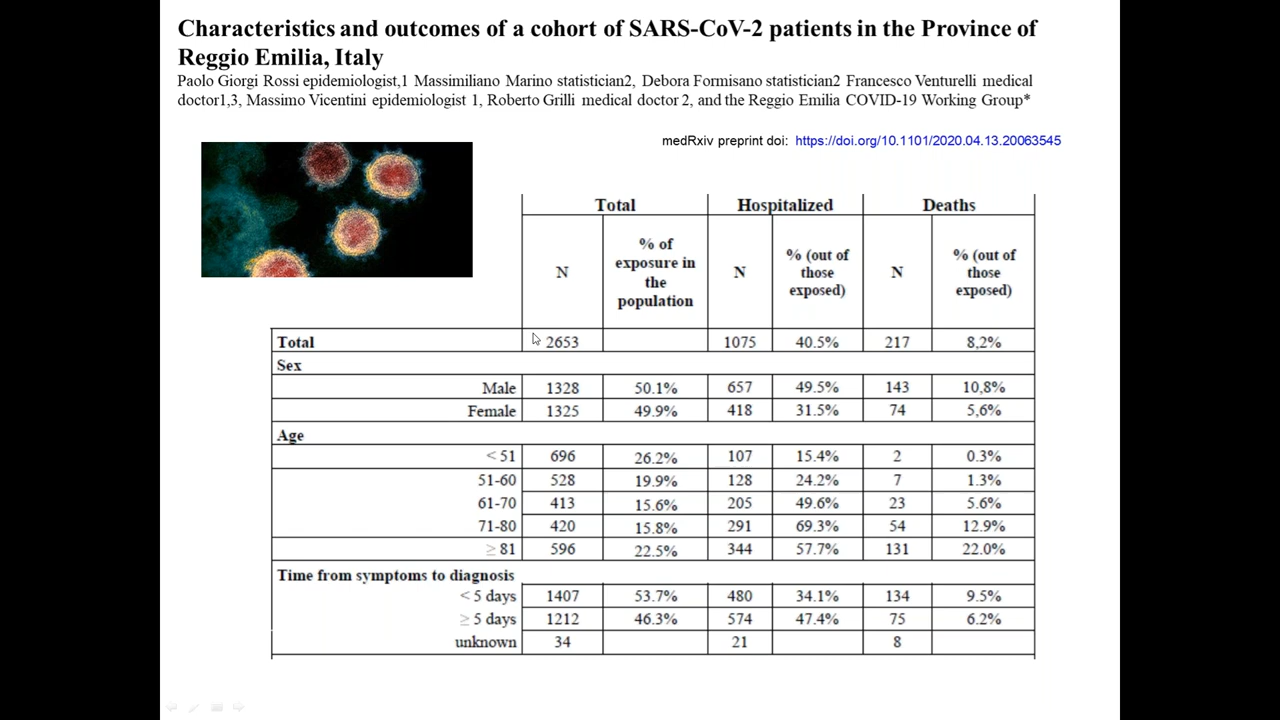 Characteristics and outcomes of a cohort of SARS-CoV-2 patients in the Province of
Reggio Emilia, Italy
Paolo Giorgi Rossi epidemiologist,1 Massimiliano Marino statistician2, Debora Formisano statistician2 Francesco Venturelli medical
doctor1,3, Massimo Vicentini epidemiologist 1, Roberto Grilli medical doctor 2, and the Reggio Emilia COVID-19 Working Group*
medRxiv preprint doi: https://doi.org/10.1101/2020.04.13.20063545
Total Hospitalized Deaths
N % of exposure in the population N % (out of those exposed) N % (out of those exposed)
Total 2653 1075 40.5% 217 8,2%
Sex
Male 1328 50.1% 657 49.5% 143 10,8%
Female 1325 49.9% 418 31.5% 74 5,6%
Age
< 51 696 26.2% 107 15.4% 2 0.3%
51-60 528 19.9% 128 24.2% 7 1.3%
61-70 413 15.6% 205 49.6% 23 5.6%
71-80 420 15.8% 291 69.3% 54 12.9%
≥ 81 596 22.5% 344 57.7% 131 22.0%
Time from symptoms to diagnosis
< 5 days 1407 53.7% 480 34.1% 134 9.5%
≥ 5 days 1212 46.3% 574 47.4% 75 6.2%
unknown 34 21 8